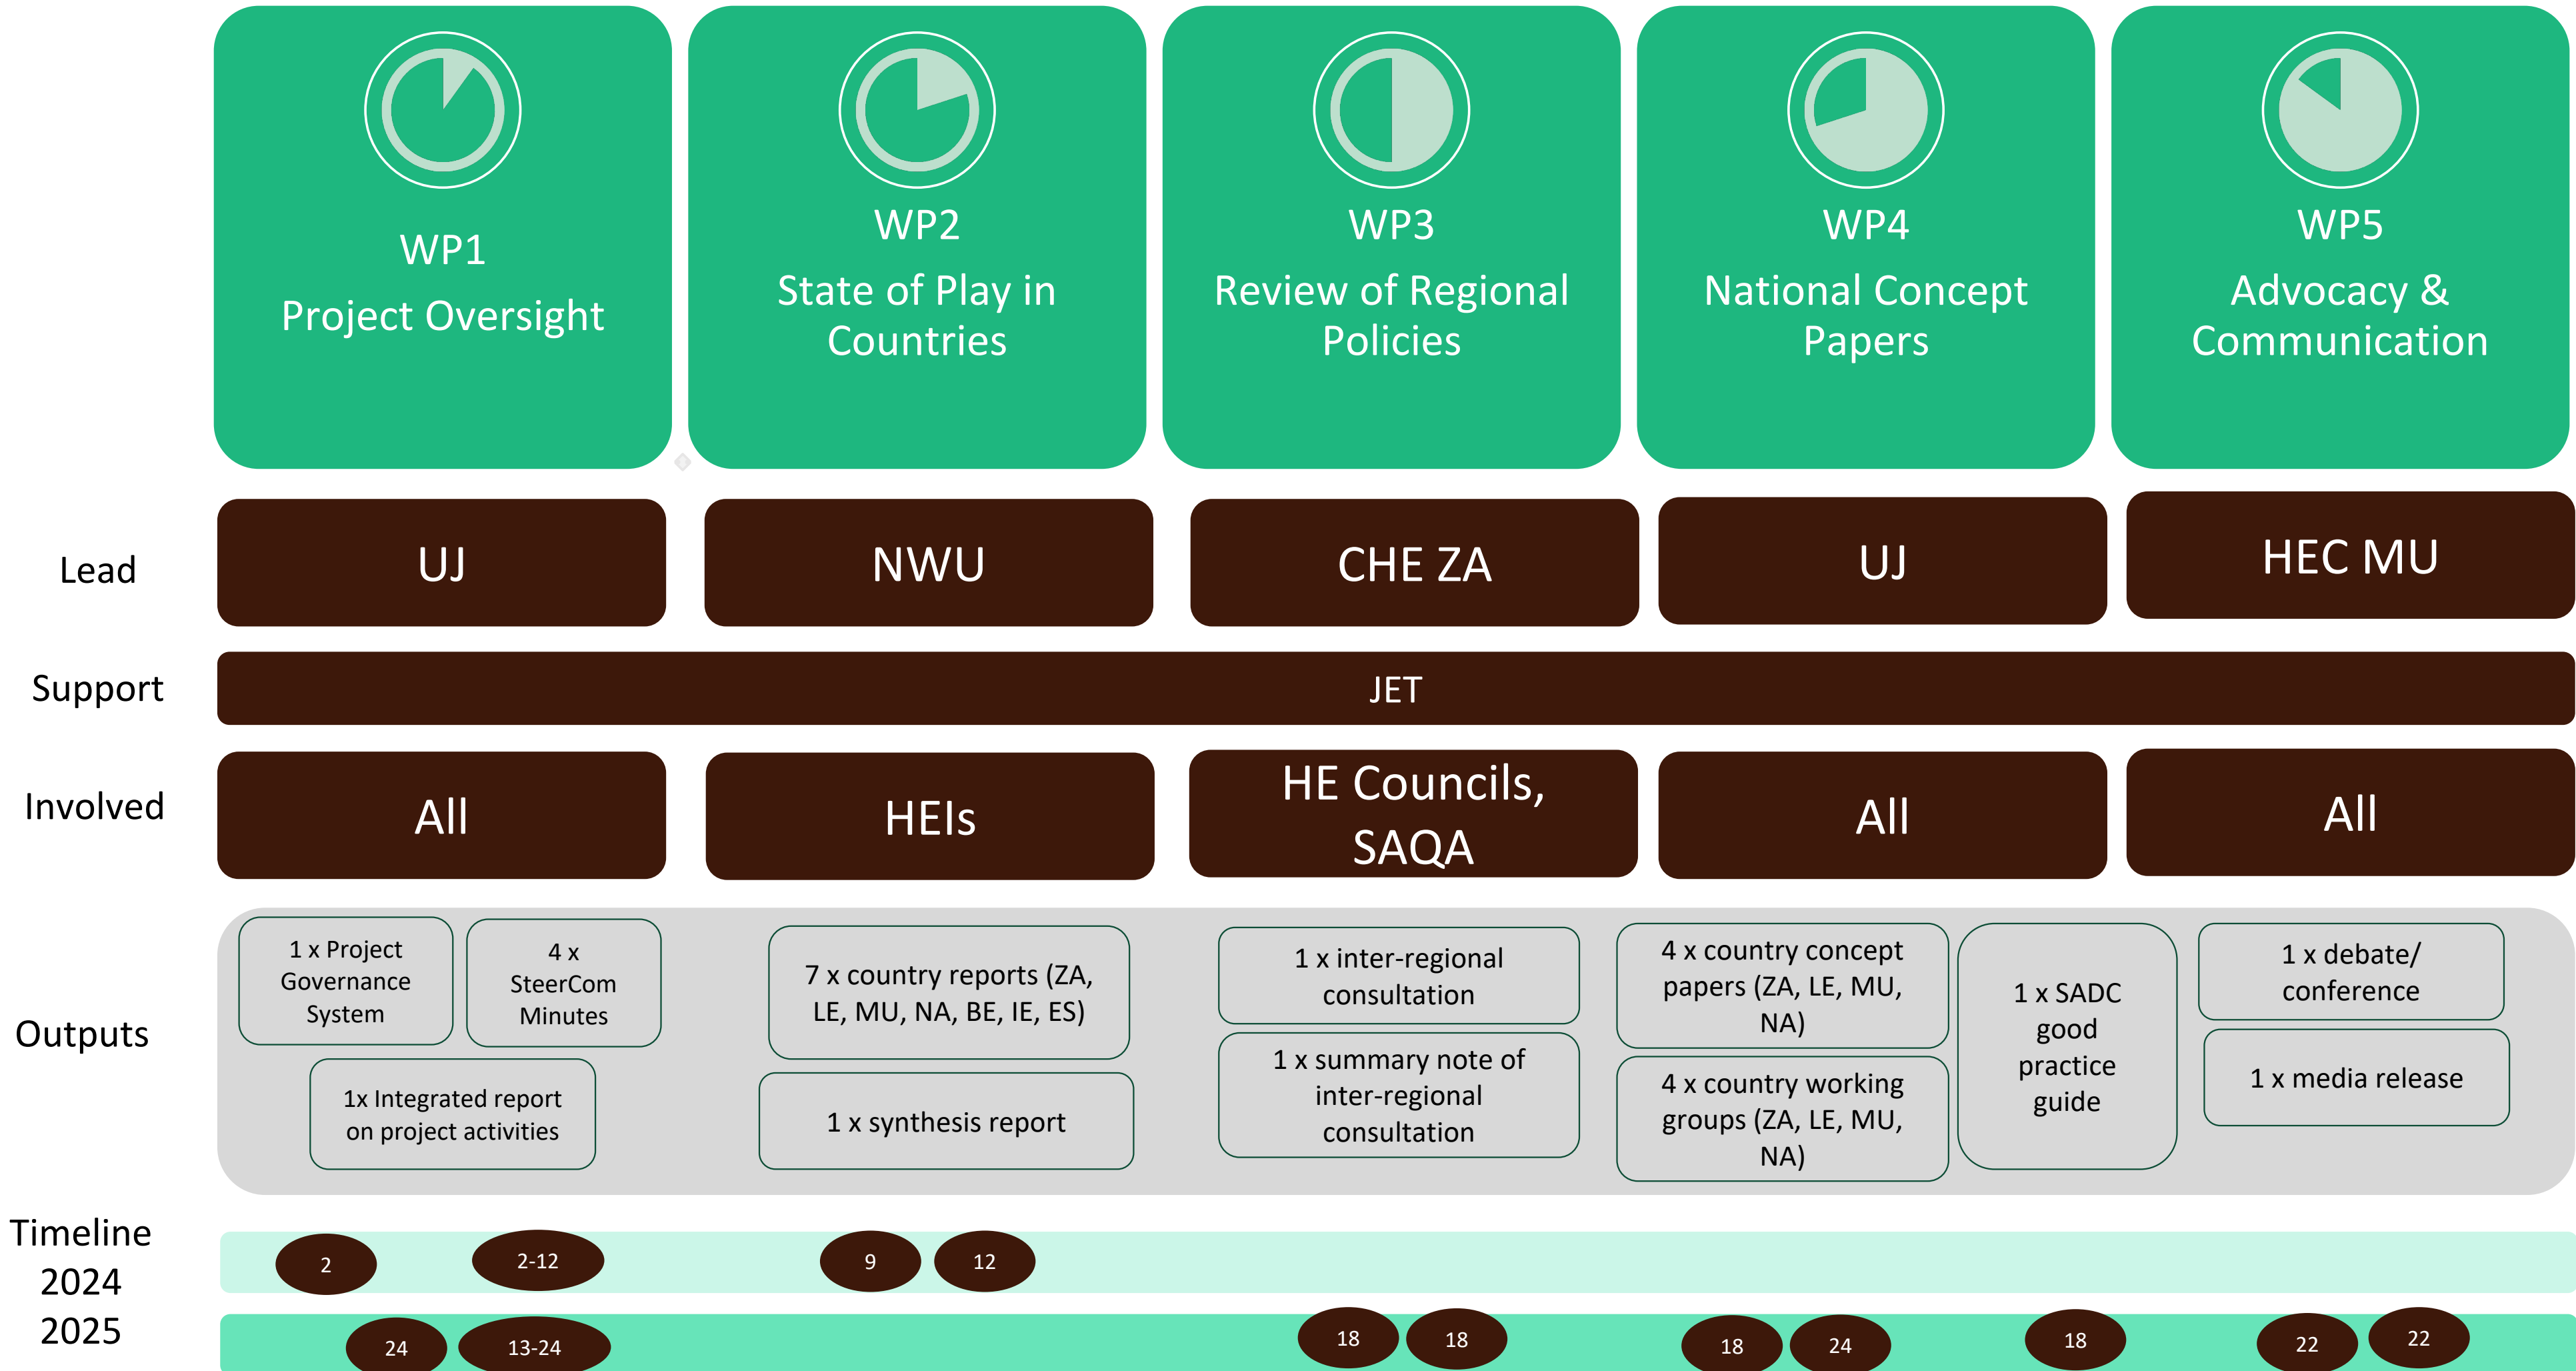 WP1
Project Oversight
WP2
State of Play in
Countries
WP3
Review of Regional
Policies
WP4
National Concept
Papers
WP5
Advocacy &
Communication
Lead
UJ
NWU
CHE ZA
UJ
HEC MU
Support
JET
Involved
All
HEIs
HE Councils,
SAQA
All
All
Outputs
1 x Project
Governance
System
4 x
SteerCom
Minutes
1x Integrated report
on project activities
7 x country reports (ZA,
LE, MU, NA, BE, IE, ES)
1 x synthesis report
1 x inter-regional
consultation
1 x summary note of
inter-regional
consultation
4 x country concept
papers (ZA, LE, MU,
NA)
4 x country working
groups (ZA, LE, MU,
NA)
1 x SADC
good
practice
guide
1 x debate/
conference
1 x media release
Timeline
2024
2
2-12
9
12
2025
24
13-24
18
18
18
24
18
22
22